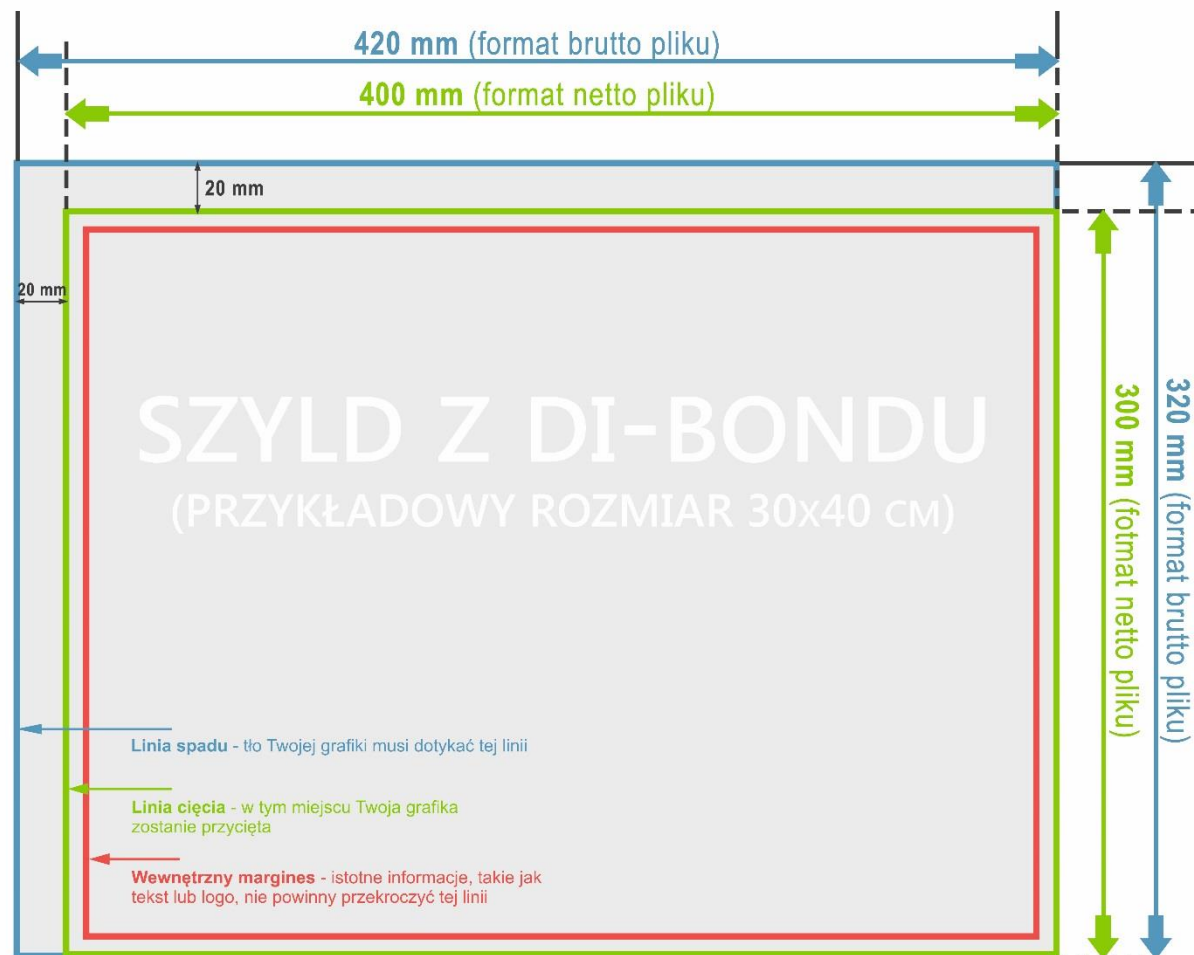 420 mm (format brutto pliku)
400 mm (format netto pliku)
20 mm
20 mm
SZYLD Z DI-BONDU
(PRZYKŁADOWY ROZMIAR 30x40 CM)
300 mm (fotmat netto pliku)
320 mm (format brutto pliku)
Linia spadu - tło Twojej grafiki musi dotykać tej linii
Linia cięcia - w tym miejscu Twoja grafika
zostanie przycięta
Wewnętrzny margines - istotne informacje, takie jak
tekst lub logo, nie powinny przekroczyć tej linii